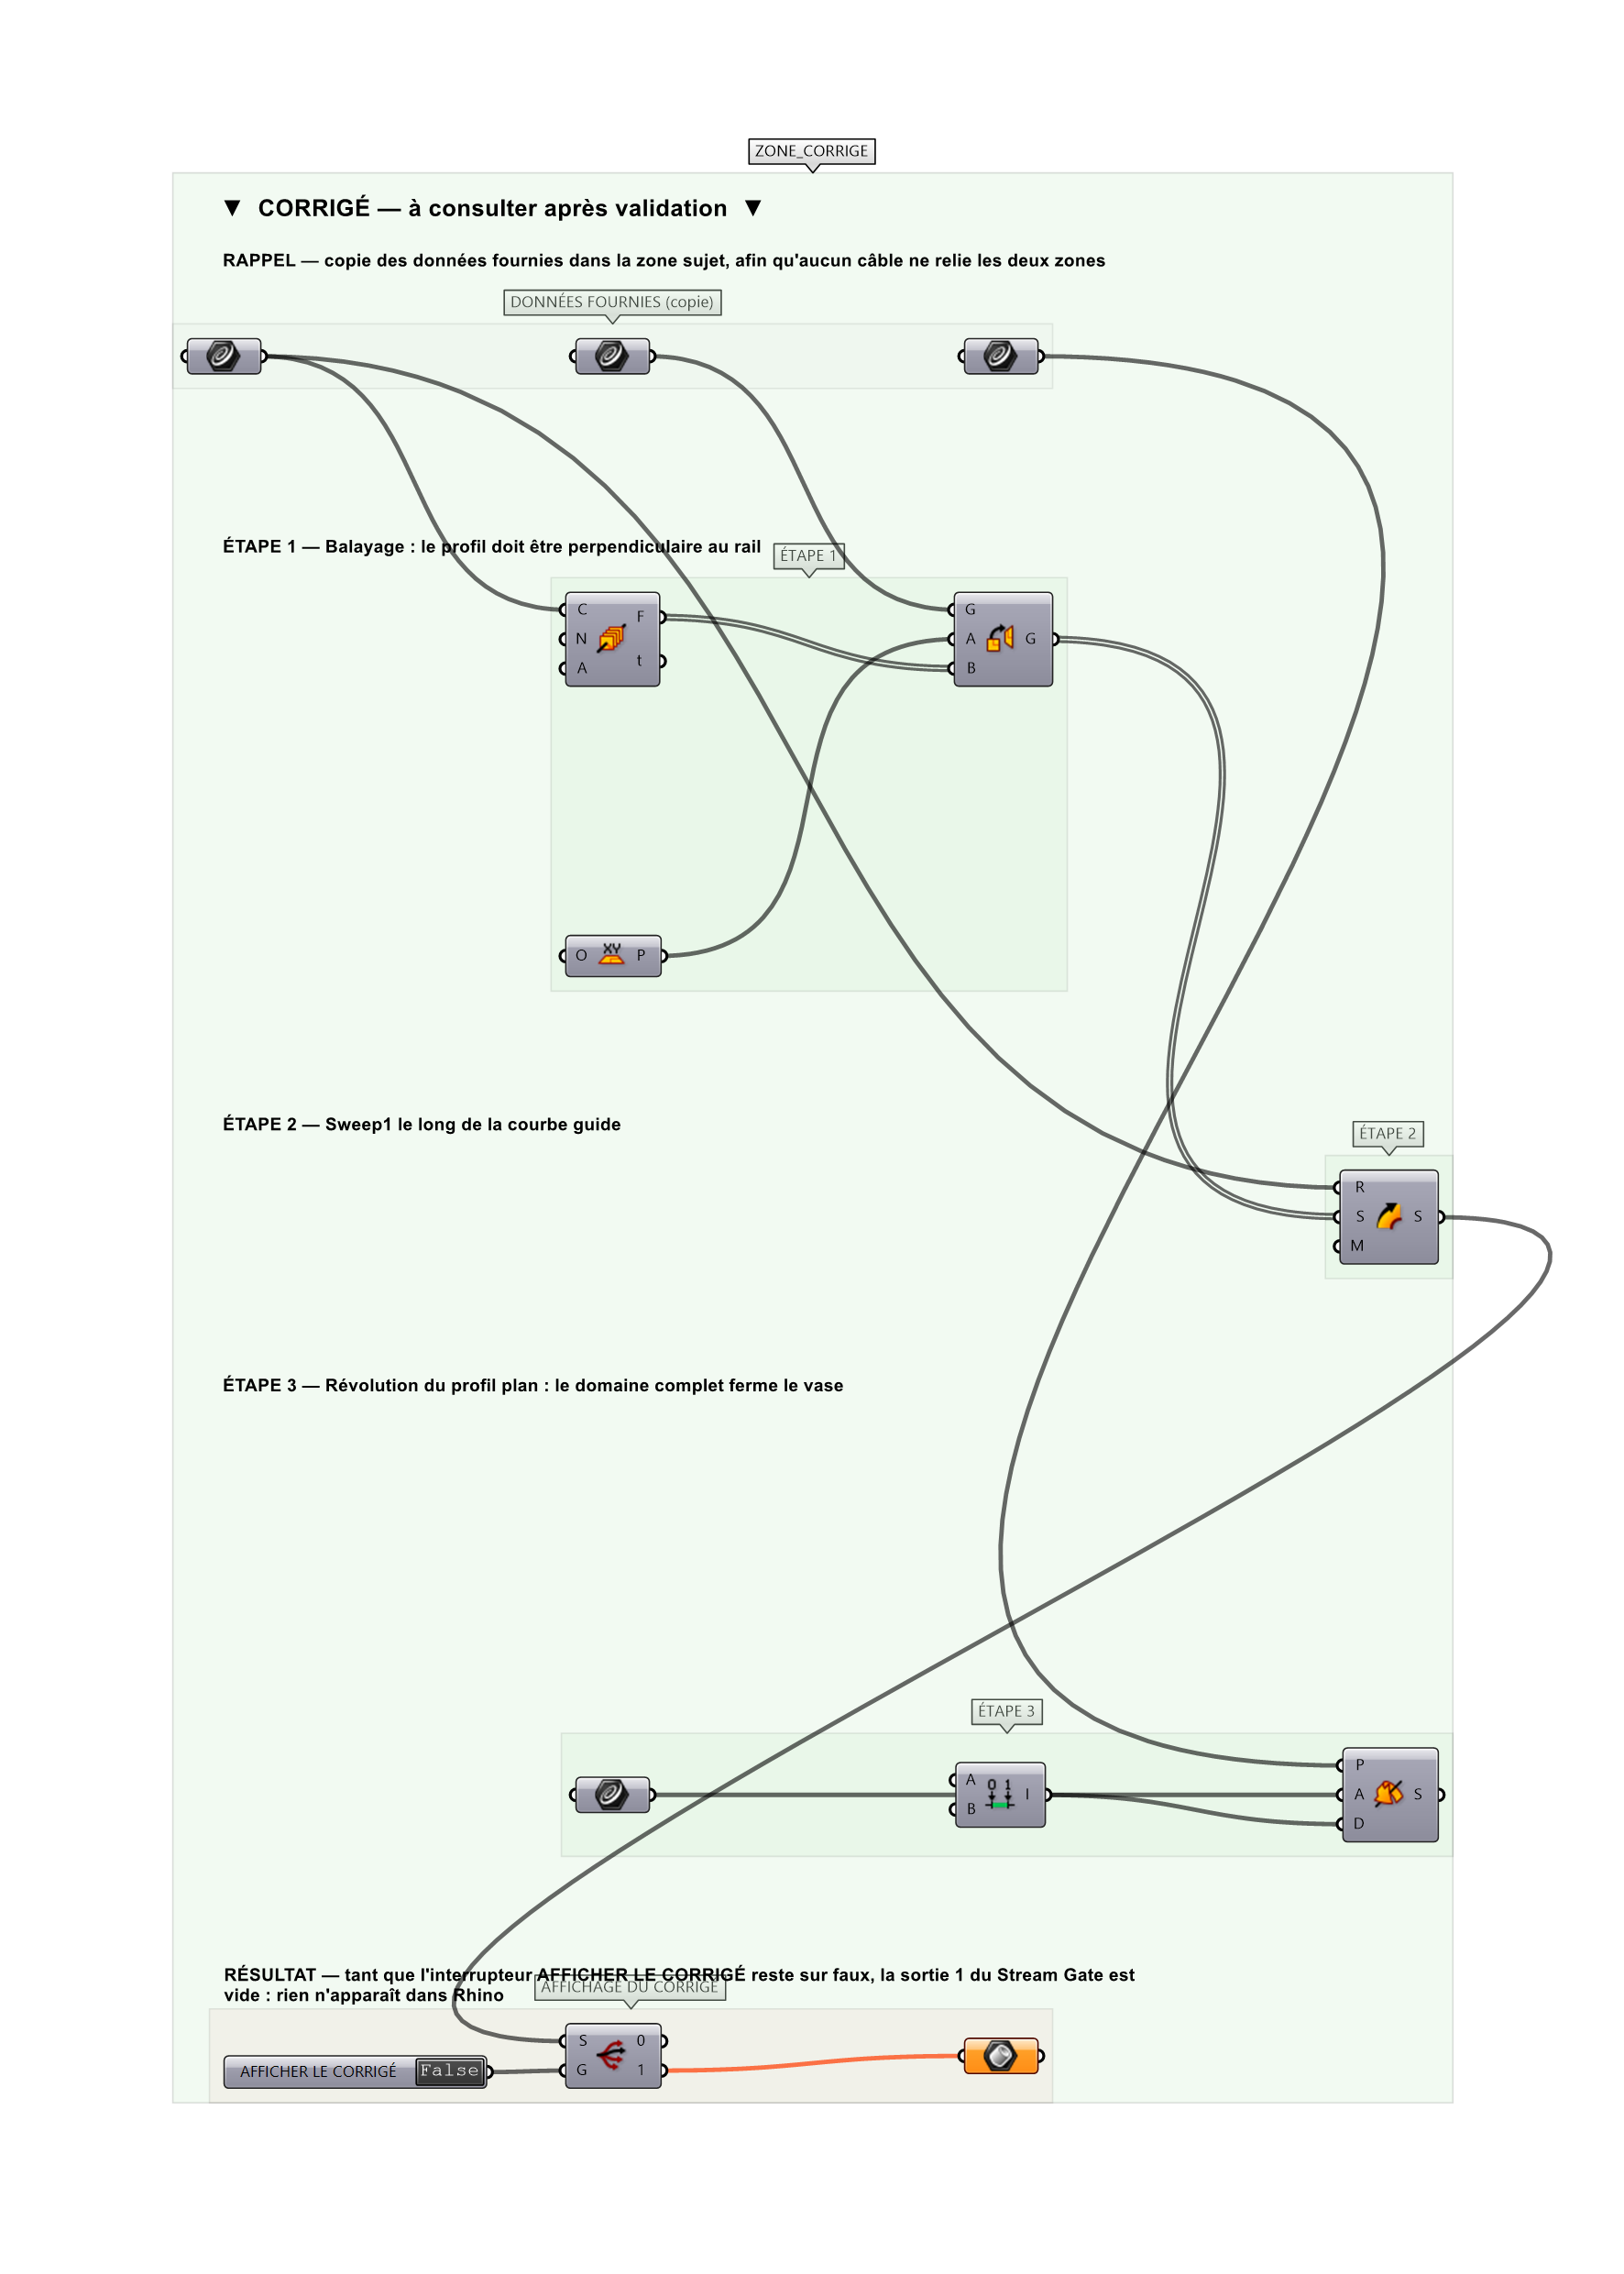 ZONE_CORRIGE
▼ CORRIGÉ — à consulter après validation ▼
RAPPEL — copie des données fournies dans la zone sujet, afin qu'aucun câble ne relie les deux zones
DONNÉES FOURNIES (copie)
ÉTAPE 1 — Balayage : le profil doit être perpendiculaire au rail
ÉTAPE 1
C
N
A
F
t
G
A
B
G
XY
O P
ÉTAPE 2 — Sweep1 le long de la courbe guide
ÉTAPE 2
R
S
M
S
ÉTAPE 3 — Révolution du profil plan : le domaine complet ferme le vase
ÉTAPE 3
A
B
0 1
I
P
A
D
S
RÉSULTAT — tant que l'interrupteur AFFICHER LE CORRIGÉ reste sur faux, la sortie 1 du Stream Gate est
vide : rien n'apparaît dans Rhino
AFFICHAGE DU CORRIGÉ
AFFICHER LE CORRIGÉ False
S 0
G 1